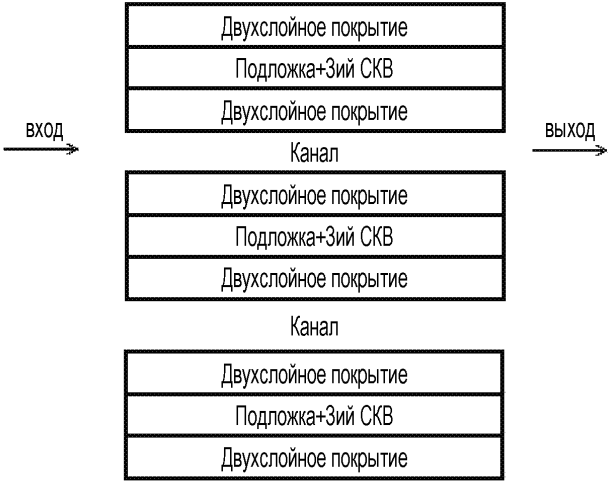 Двухслойное покрытие
Подложка+3ий СКВ
Двухслойное покрытие
вход
выход
Канал
Двухслойное покрытие
Подложка+3ий СКВ
Двухслойное покрытие
Канал
Двухслойное покрытие
Подложка+3ий СКВ
Двухслойное покрытие